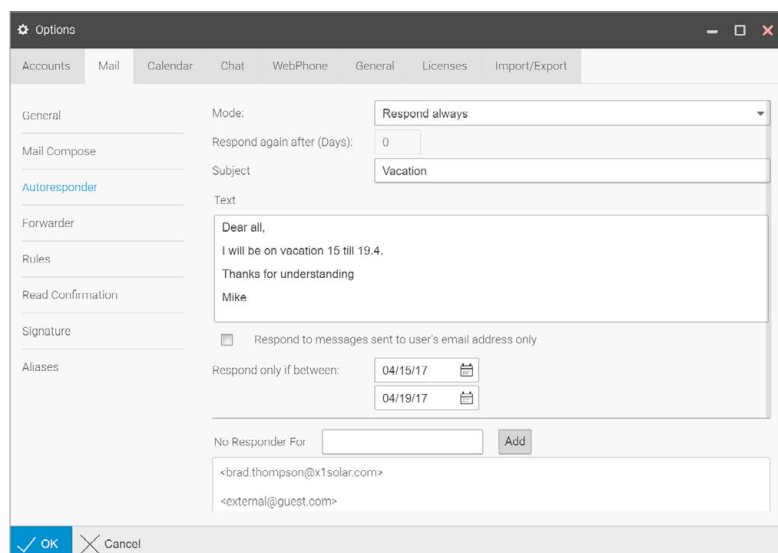 Options
Accounts Mail Calendar Chat WebPhone General Licenses Import/Export
General
Mail Compose
Autoresponder
Forwarder
Rules
Read Confirmation
Signature
Aliases
Mode: Respond always
Respond again after (Days): 0
Subject Vacation
Text
Dear all,
I will be on vacation 15 till 19.4.
Thanks for understanding
Mike
Respond to messages sent to user's email address only
Respond only if between: 04/15/17
04/19/17
No Responder For Add
<brad.thompson@x1solar.com>
<external@guest.com>
OK Cancel